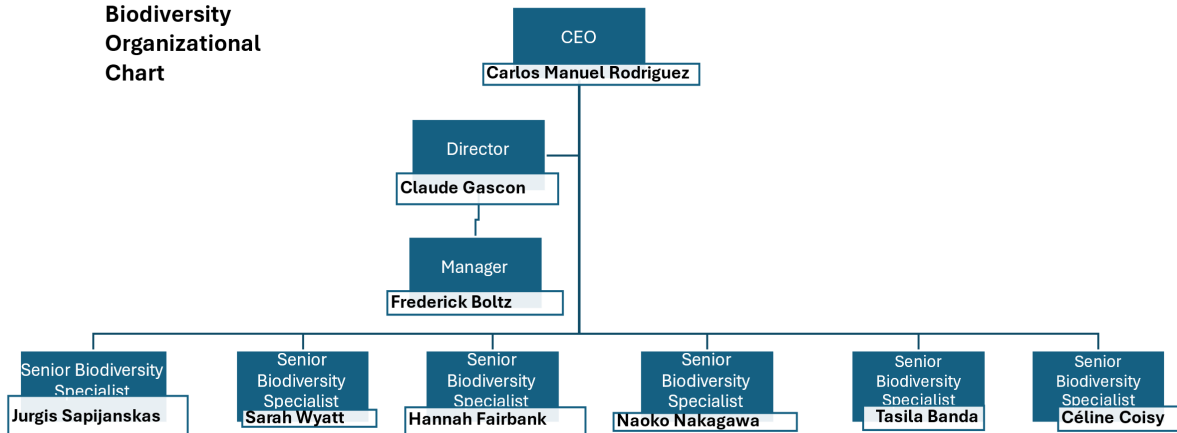 Biodiversity
Organizational
Chart
CEO
Carlos Manuel Rodriguez
Director
Claude Gascon
Manager
Frederick Boltz
Senior Biodiversity
Specialist
Jurgis Sapijanskas
Senior
Biodiversity
Specialist
Sarah Wyatt
Senior
Biodiversity
Specialist
Hannah Fairbank
Senior
Biodiversity
Specialist
Naoko Nakagawa
Senior
Biodiversity
Specialist
Tasila Banda
Senior
Biodiversity
Specialist
Céline Coisy